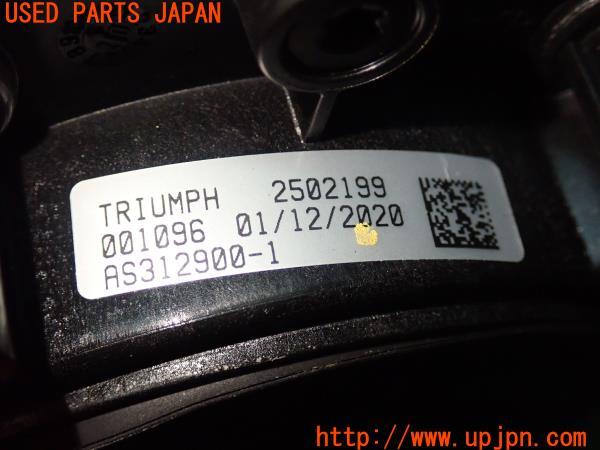 USED PARTS JAPAN
TRIUMPH 2502199
001096 01/12/2020
AS312900-1
http://www.upjpn.com